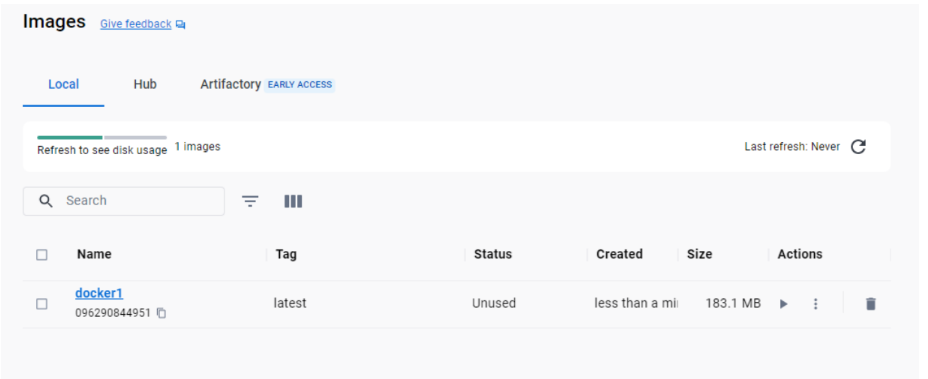 Images Give feedback
Local Hub Artifactory EARLY ACCESS
Refresh to see disk usage 1 images Last refresh: Never
Search
Name Tag Status Created Size Actions
docker1 latest Unused less than a mi 183.1 MB
096290844951